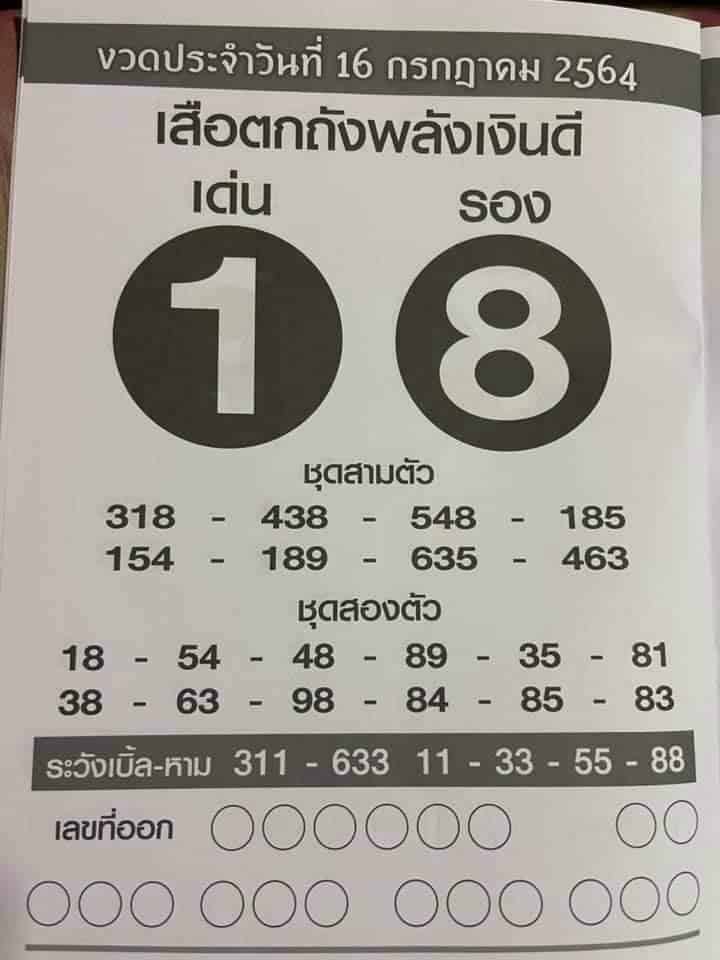 งวดประจำวันที่ 16 กรกฎาคม 2564
เสือตกถังพลังเงินดี
เด่น รอง
1 8
ชุดสามตัว
318 - 438 - 548 - 185
154 - 189 - 635 - 463
ชุดสองตัว
18 - 54 - 48 - 89 - 35 - 81
38 - 63 - 98 - 84 - 85 - 83
ระวังเบิ้ล-หาม 311 - 633 11 - 33 - 55 - 88
เลขที่ออก